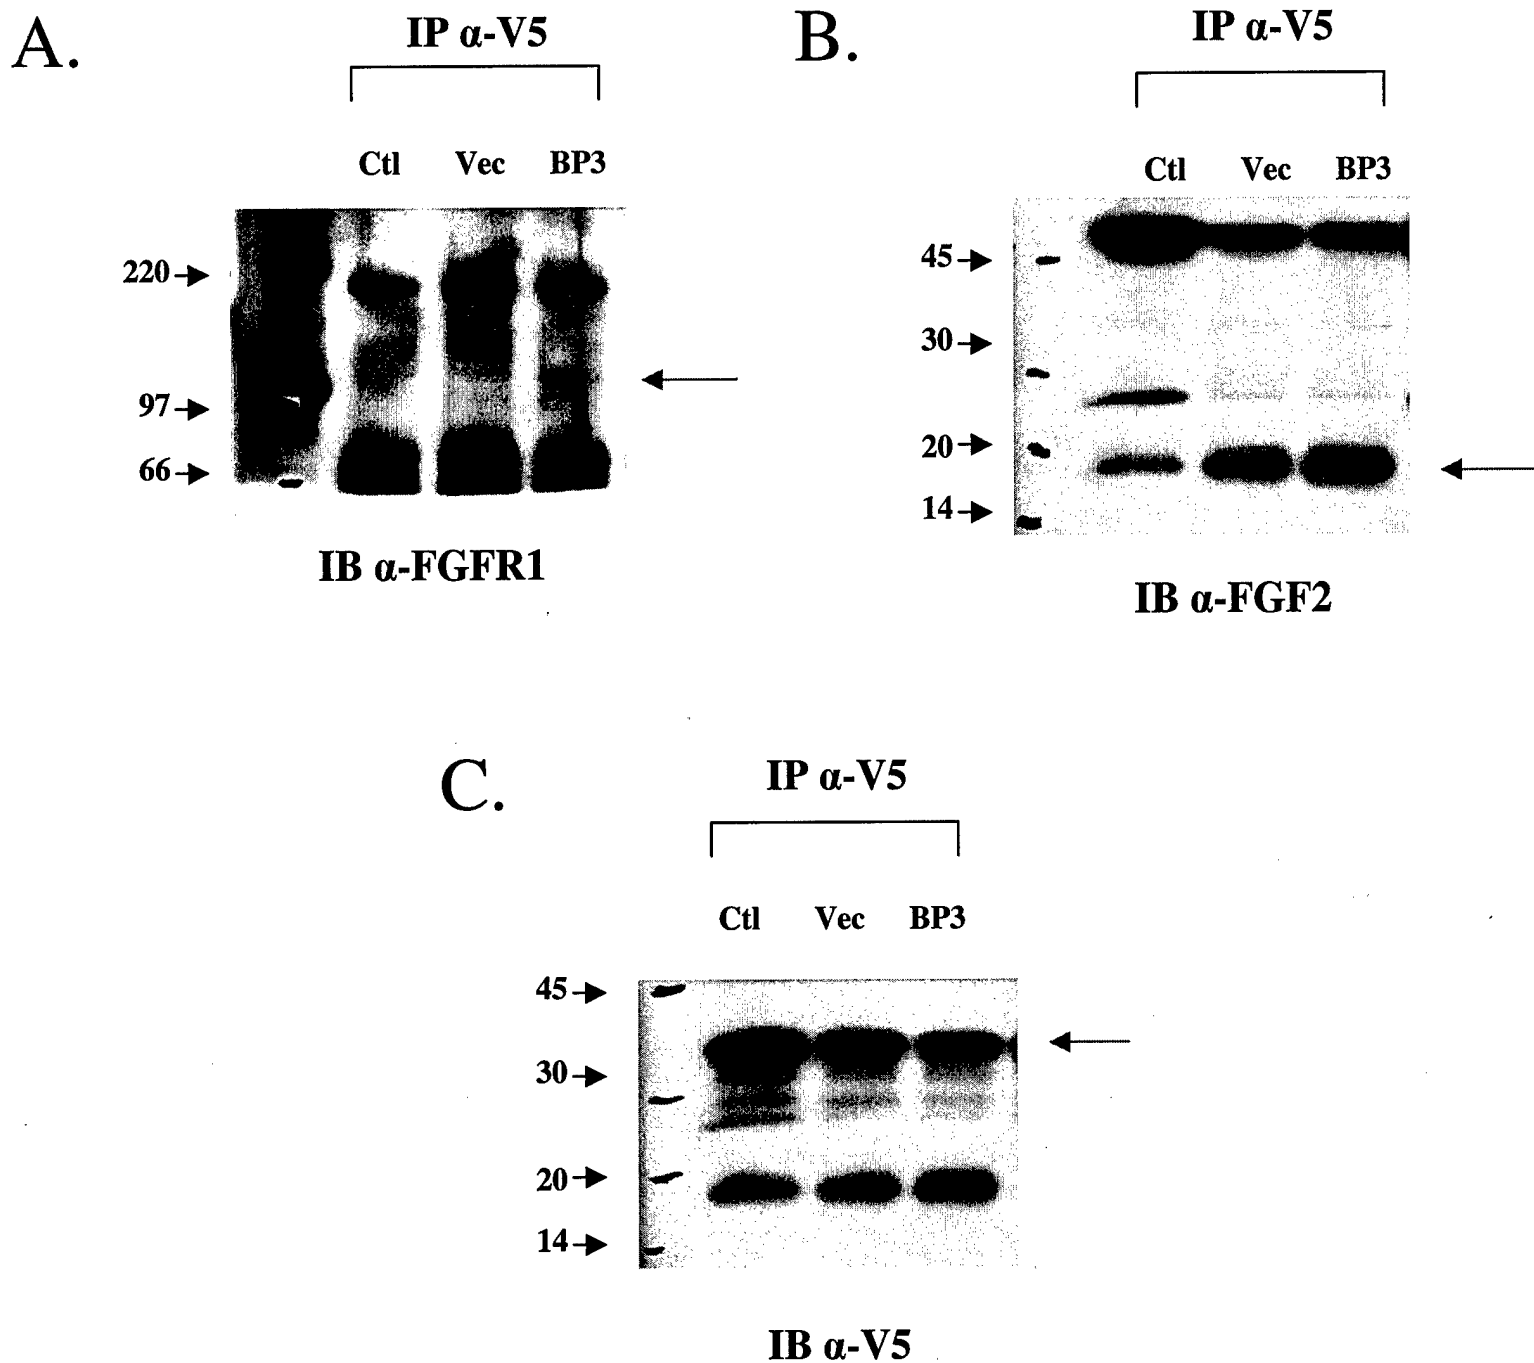 A.
IP α-V5
Ctl Vec BP3
220
97
66
IB α-FGFR1
B.
IP α-V5
Ctl Vec BP3
45
30
20
14
IB α-FGF2
C.
IP α-V5
Ctl Vec BP3
45
30
20
14
IB α-V5